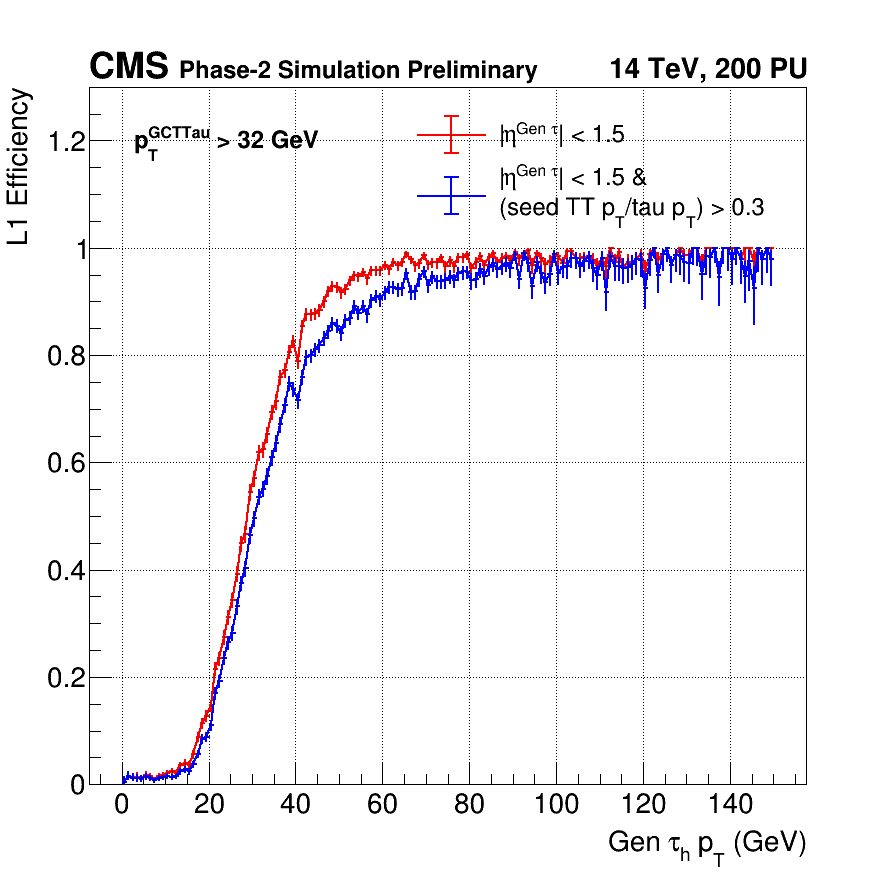 CMS Phase-2 Simulation Preliminary 14 TeV, 200 PU
L1 Efficiency
p_T^GCTTau > 32 GeV
|η^Gen τ| < 1.5
|η^Gen τ| < 1.5 &
(seed TT p_T/tau p_T) > 0.3
1.2
1
0.8
0.6
0.4
0.2
0
0 20 40 60 80 100 120 140
Gen τ_h p_T (GeV)